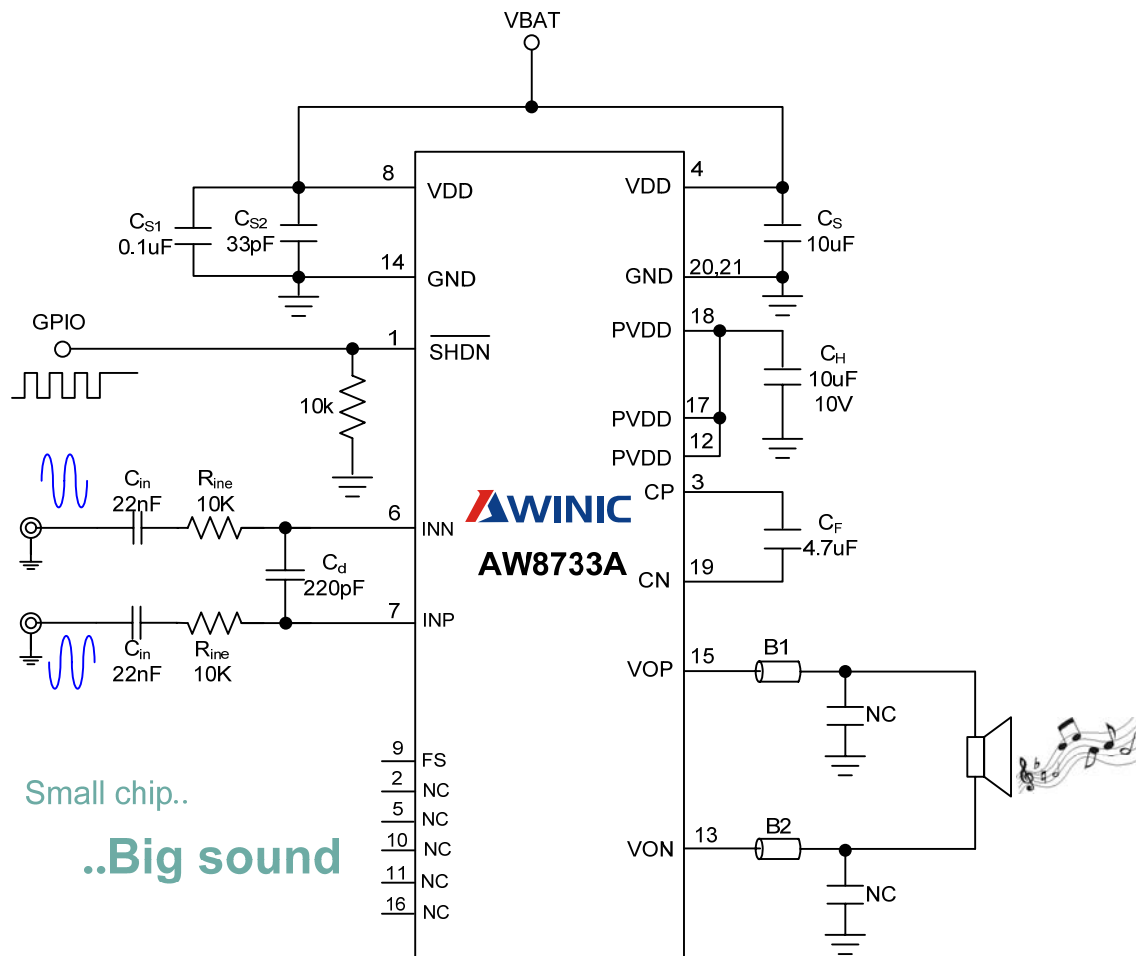 VBAT
8
VDD
4
VDD
CS1
0.1uF
CS2
33pF
CS
10uF
14
GND
20,21
GND
GPIO
1
SHDN
10k
18
PVDD
CH
10uF
10V
17
PVDD
12
PVDD
Cin
22nF
Rine
10K
6
INN
AWINIC
AW8733A
3
CP
CF
4.7uF
19
CN
Cd
220pF
7
INP
Cin
22nF
Rine
10K
15
VOP
B1
NC
9
FS
2
NC
5
NC
10
NC
11
NC
16
NC
Small chip..
..Big sound
13
VON
B2
NC